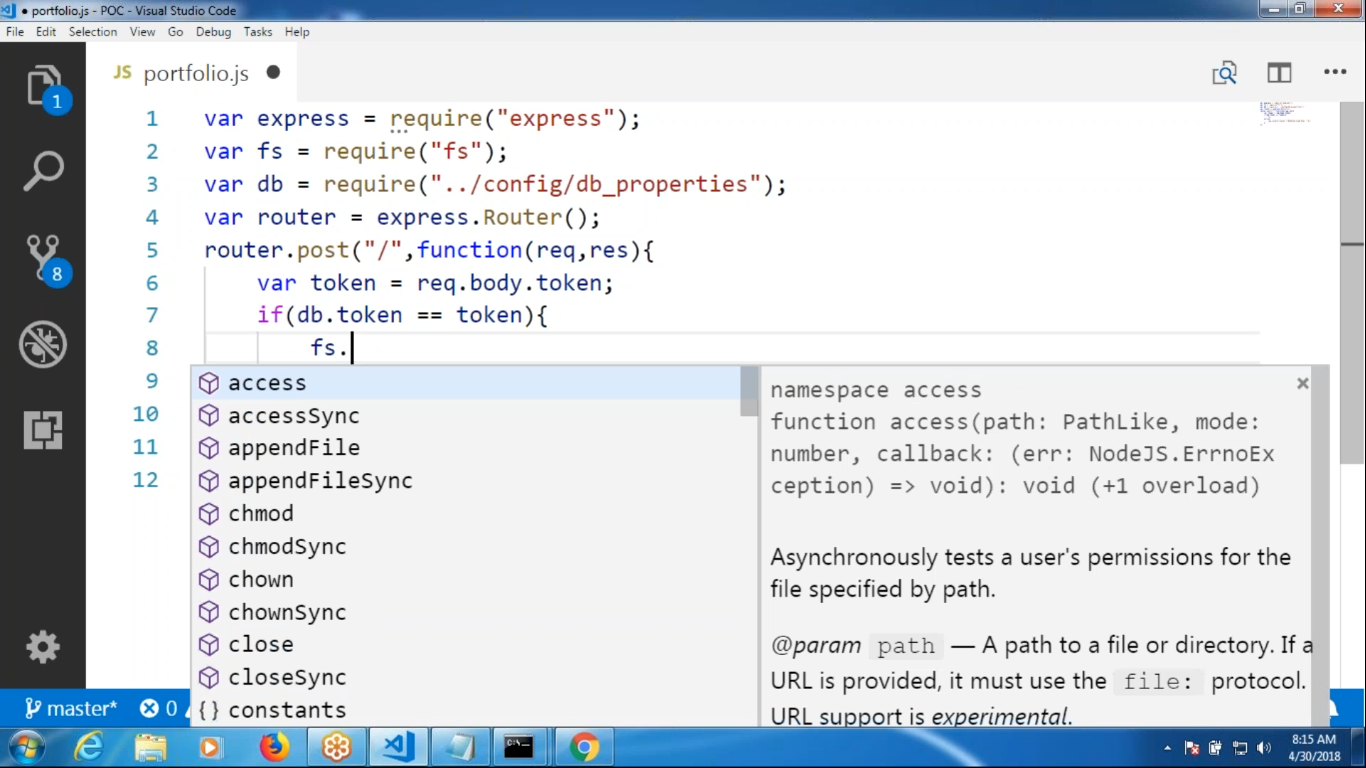 ● portfolio.js - POC - Visual Studio Code
File Edit Selection View Go Debug Tasks Help
JS portfolio.js ●
1 var express = require("express");
2 var fs = require("fs");
3 var db = require("../config/db_properties");
4 var router = express.Router();
5 router.post("/",function(req,res){
6 var token = req.body.token;
7 if(db.token == token){
8 fs.
9
10
11
12
access
accessSync
appendFile
appendFileSync
chmod
chmodSync
chown
chownSync
close
closeSync
{} constants
namespace access
function access(path: PathLike, mode:
number, callback: (err: NodeJS.ErrnoEx
ception) => void): void (+1 overload)
Asynchronously tests a user's permissions for the
file specified by path.
@param path — A path to a file or directory. If a
URL is provided, it must use the file: protocol.
URL support is experimental.
1
8
master* 0
C:\
8:15 AM
4/30/2018